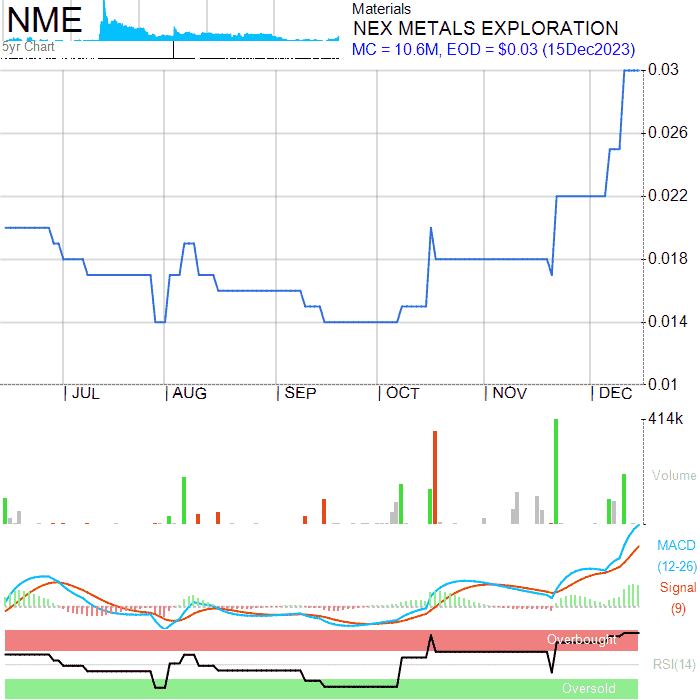 NME
5yr Chart
Materials
NEX METALS EXPLORATION
MC = 10.6M, EOD = $0.03 (15Dec2023)
0.03
0.026
0.022
0.018
0.014
0.01
JUL AUG SEP OCT NOV DEC
414k
Volume
MACD
(12-26)
Signal
(9)
Overbought
RSI(14)
Oversold